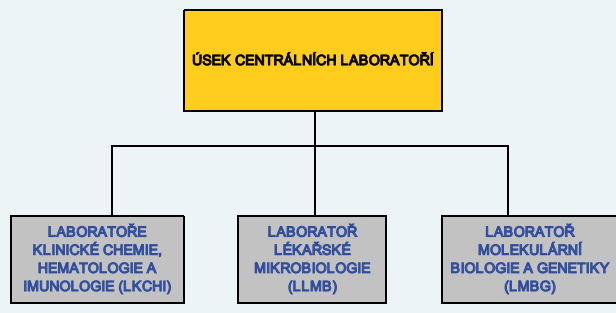 ÚSEK CENTRÁLNÍCH LABORATOŘÍ
LABORATOŘE
KLINICKÉ CHEMIE,
HEMATOLOGIE A
IMUNOLOGIE (LKCHI)
LABORATOŘ
LÉKAŘSKÉ
MIKROBIOLOGIE
(LLMB)
LABORATOŘ
MOLEKULÁRNÍ
BIOLOGIE A GENETIKY
(LMBG)